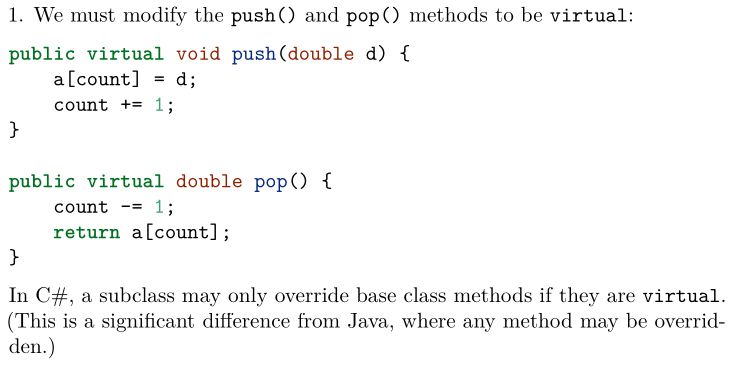 1. We must modify the push() and pop() methods to be virtual:
public virtual void push(double d) {
    a[count] = d;
    count += 1;
}
public virtual double pop() {
    count -= 1;
    return a[count];
}
In C#, a subclass may only override base class methods if they are virtual.
(This is a significant difference from Java, where any method may be overrid-
den.)